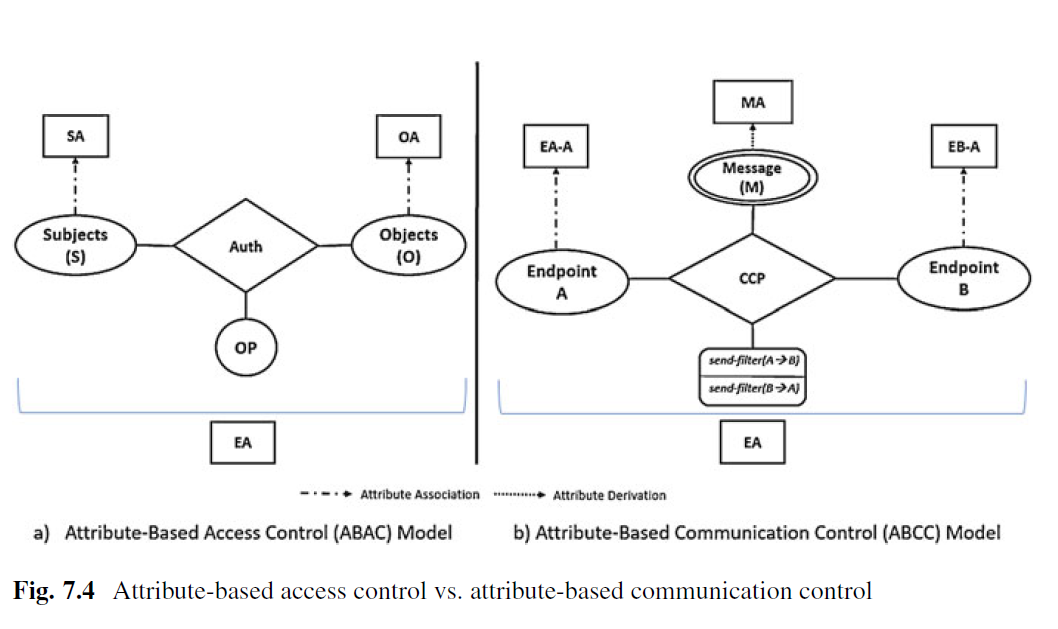 SA
OA
Subjects
(S)
Auth
Objects
(O)
OP
EA
MA
EA-A
EB-A
Message
(M)
Endpoint
A
CCP
Endpoint
B
send-filter(A→B)
send-filter(B→A)
EA
Attribute Association
Attribute Derivation
a) Attribute-Based Access Control (ABAC) Model
b) Attribute-Based Communication Control (ABCC) Model
Fig. 7.4 Attribute-based access control vs. attribute-based communication control